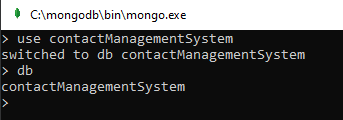 C:\mongodb\bin\mongo.exe
> use contactManagementSystem
switched to db contactManagementSystem
> db
contactManagementSystem
>